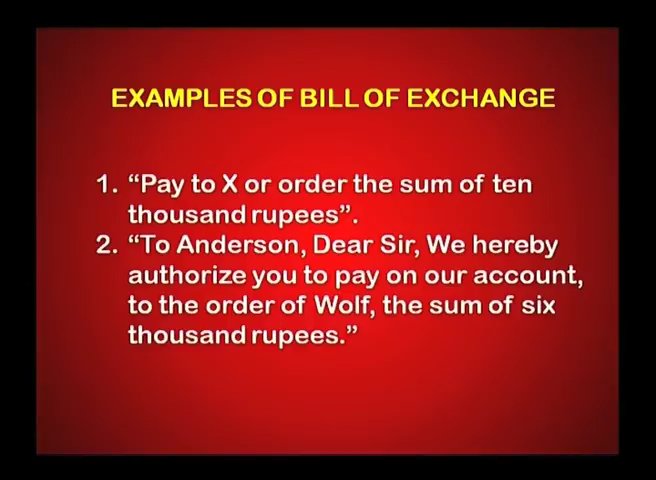 EXAMPLES OF BILL OF EXCHANGE
1. “Pay to X or order the sum of ten
thousand rupees”.
2. “To Anderson, Dear Sir, We hereby
authorize you to pay on our account,
to the order of Wolf, the sum of six
thousand rupees.”